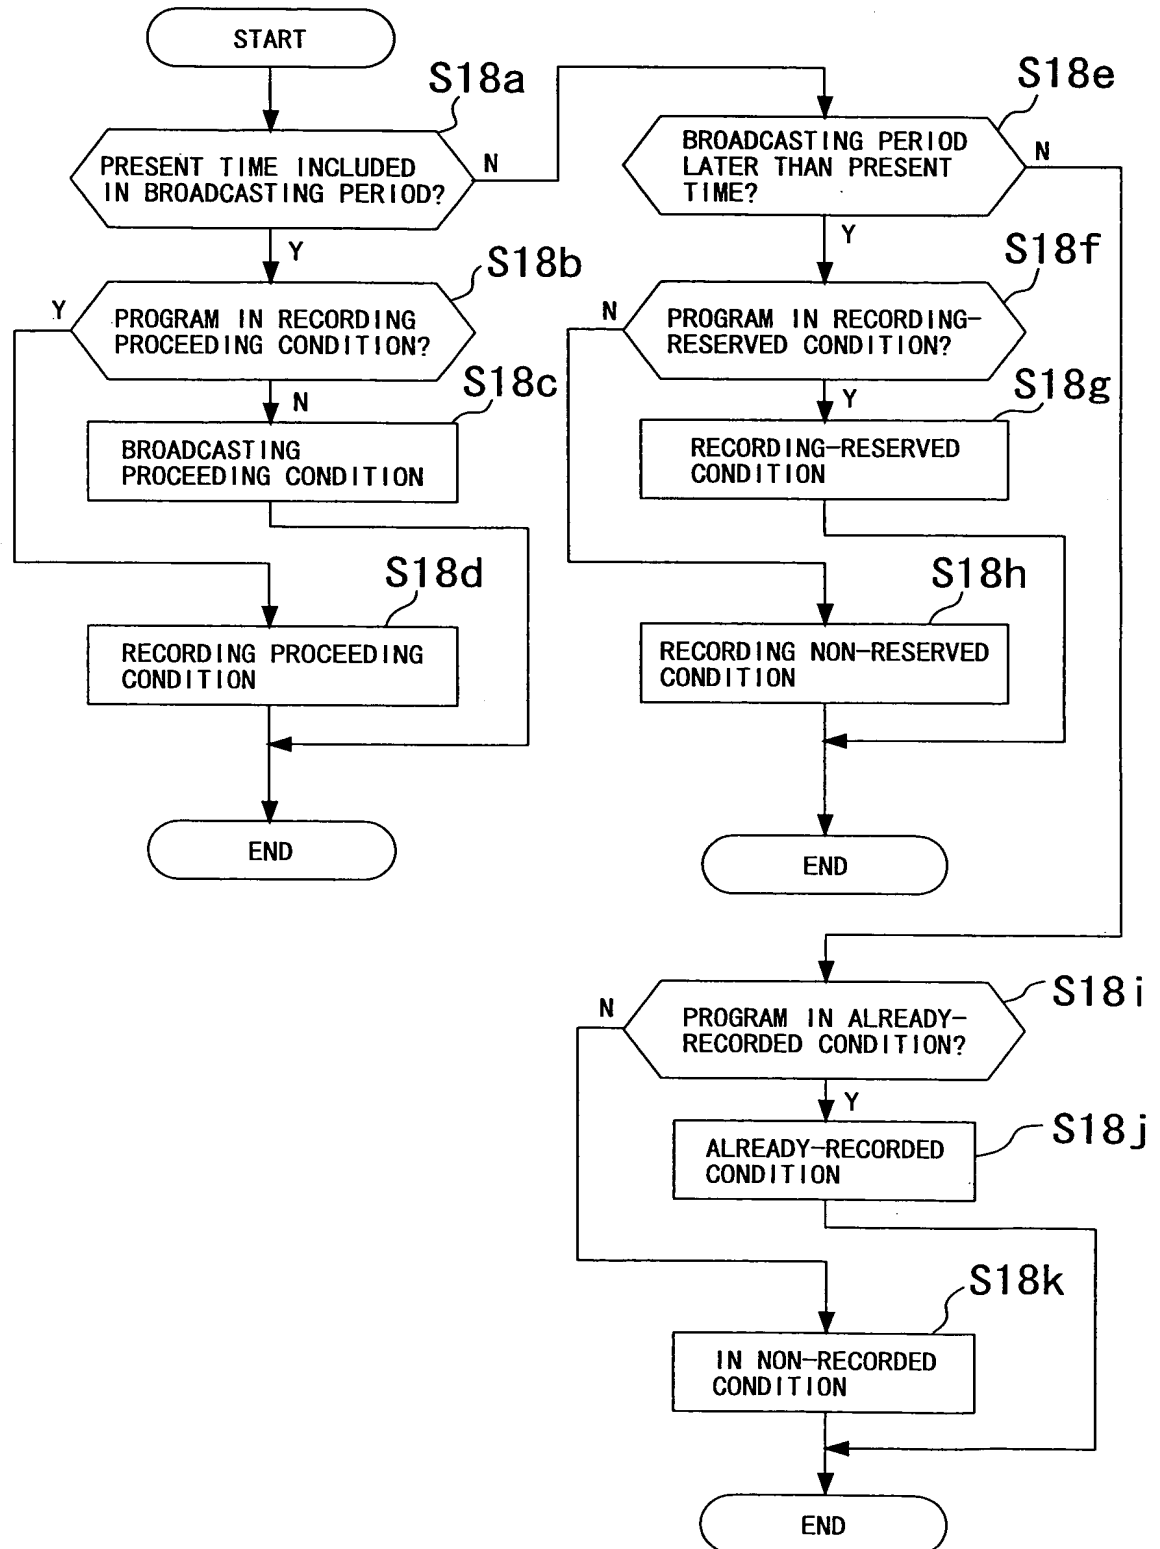 START
S18a
PRESENT TIME INCLUDED
IN BROADCASTING PERIOD?
N
Y
S18b
Y
PROGRAM IN RECORDING
PROCEEDING CONDITION?
N
S18c
BROADCASTING
PROCEEDING CONDITION
S18d
RECORDING PROCEEDING
CONDITION
END
S18e
BROADCASTING PERIOD
LATER THAN PRESENT
TIME?
N
Y
S18f
N
PROGRAM IN RECORDING-
RESERVED CONDITION?
Y
S18g
RECORDING-RESERVED
CONDITION
S18h
RECORDING NON-RESERVED
CONDITION
END
S18i
N
PROGRAM IN ALREADY-
RECORDED CONDITION?
Y
S18j
ALREADY-RECORDED
CONDITION
S18k
IN NON-RECORDED
CONDITION
END